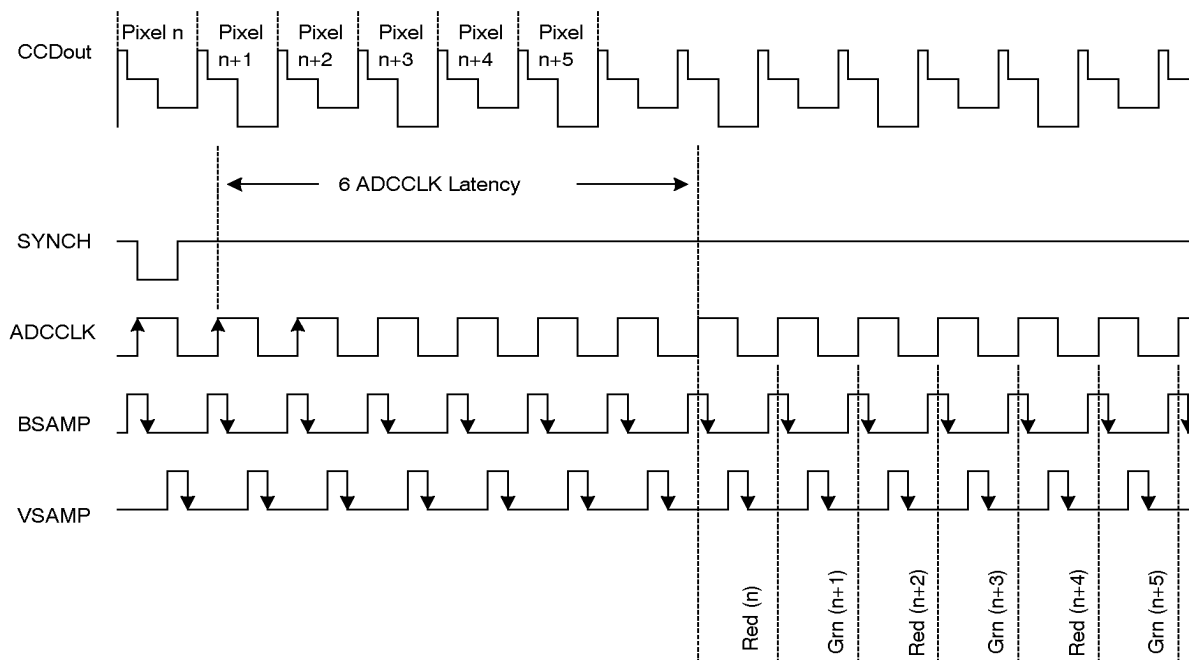 CCDout
Pixel n
Pixel
n+1
Pixel
n+2
Pixel
n+3
Pixel
n+4
Pixel
n+5
6 ADCCLK Latency
SYNCH
ADCCLK
BSAMP
VSAMP
Red (n)
Grn (n+1)
Red (n+2)
Grn (n+3)
Red (n+4)
Grn (n+5)